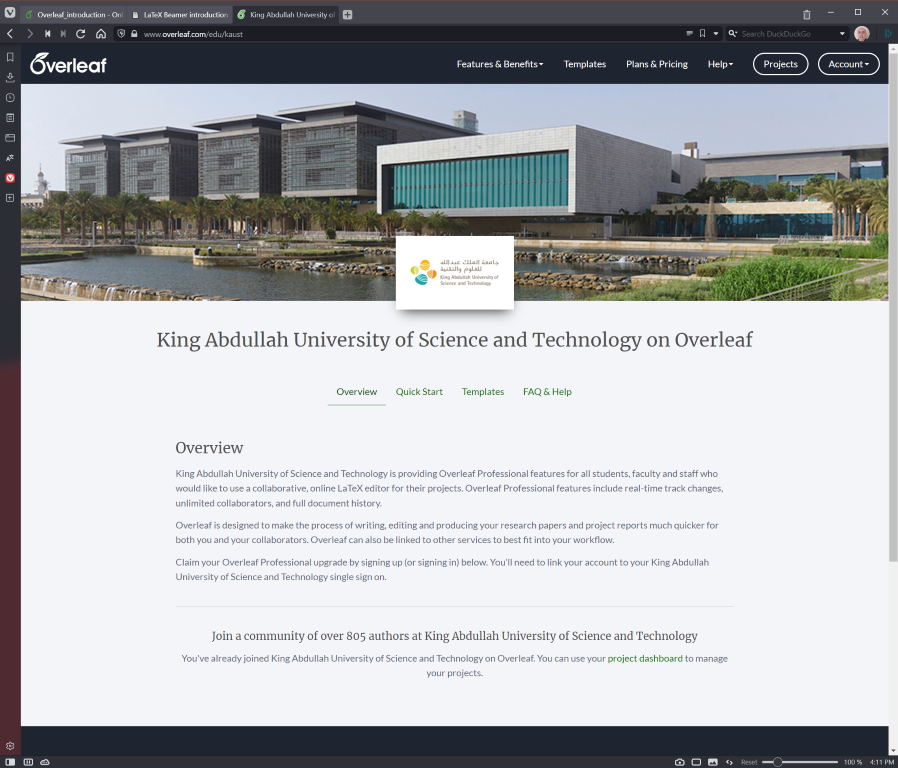 Overleaf_introduction - Onl
LaTeX Beamer introduction
King Abdullah University of
www.overleaf.com/edu/kaust
Search DuckDuckGo
Overleaf
Features & Benefits
Templates
Plans & Pricing
Help
Projects
Account
جامعة الملك عبدالله
للعلوم والتقنية
King Abdullah University of
Science and Technology
King Abdullah University of Science and Technology on Overleaf
Overview
Quick Start
Templates
FAQ & Help
Overview
King Abdullah University of Science and Technology is providing Overleaf Professional features for all students, faculty and staff who
would like to use a collaborative, online LaTeX editor for their projects. Overleaf Professional features include real-time track changes,
unlimited collaborators, and full document history.
Overleaf is designed to make the process of writing, editing and producing your research papers and project reports much quicker for
both you and your collaborators. Overleaf can also be linked to other services to best fit into your workflow.
Claim your Overleaf Professional upgrade by signing up (or signing in) below. You'll need to link your account to your King Abdullah
University of Science and Technology single sign on.
Join a community of over 805 authors at King Abdullah University of Science and Technology
You've already joined King Abdullah University of Science and Technology on Overleaf. You can use your project dashboard to manage
your projects.
Reset
100 %
4:11 PM